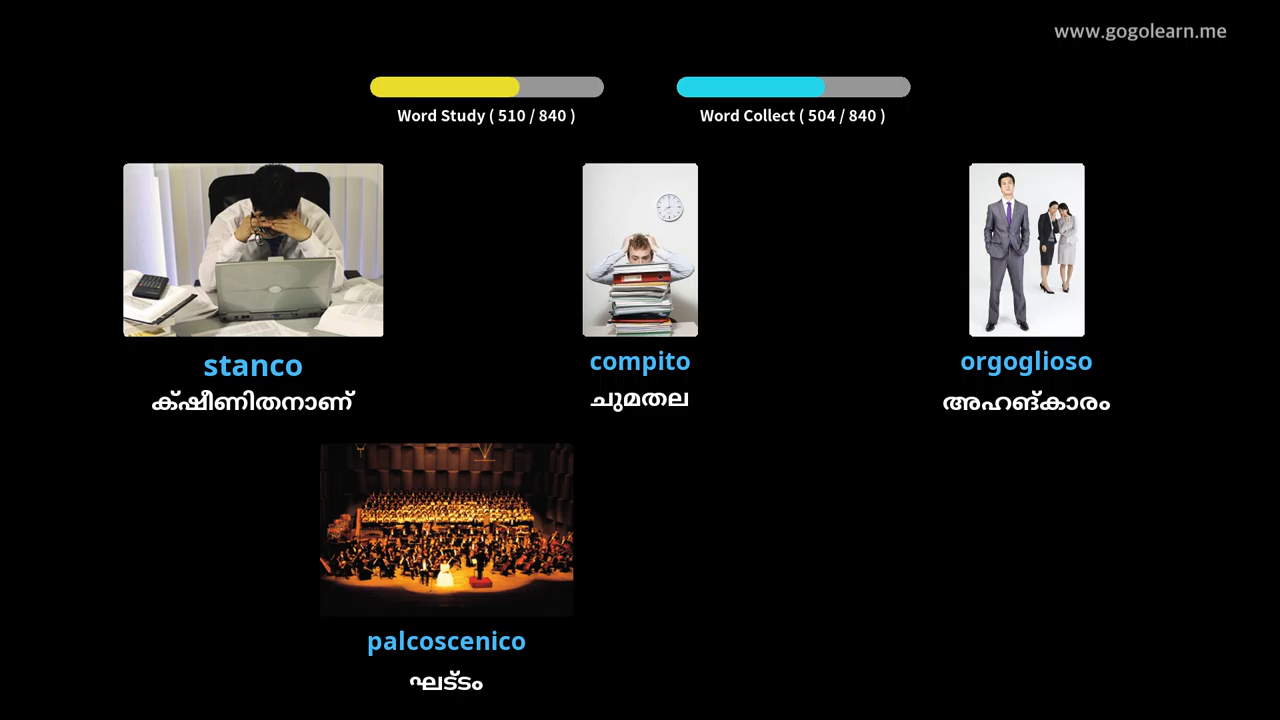 www.gogolearn.me
Word Study ( 510 / 840 )
Word Collect ( 504 / 840 )
stanco
ക്ഷീണിതനാണ്
compito
ചുമതല
orgoglioso
അഹങ്കാരം
palcoscenico
ഘട്ടം